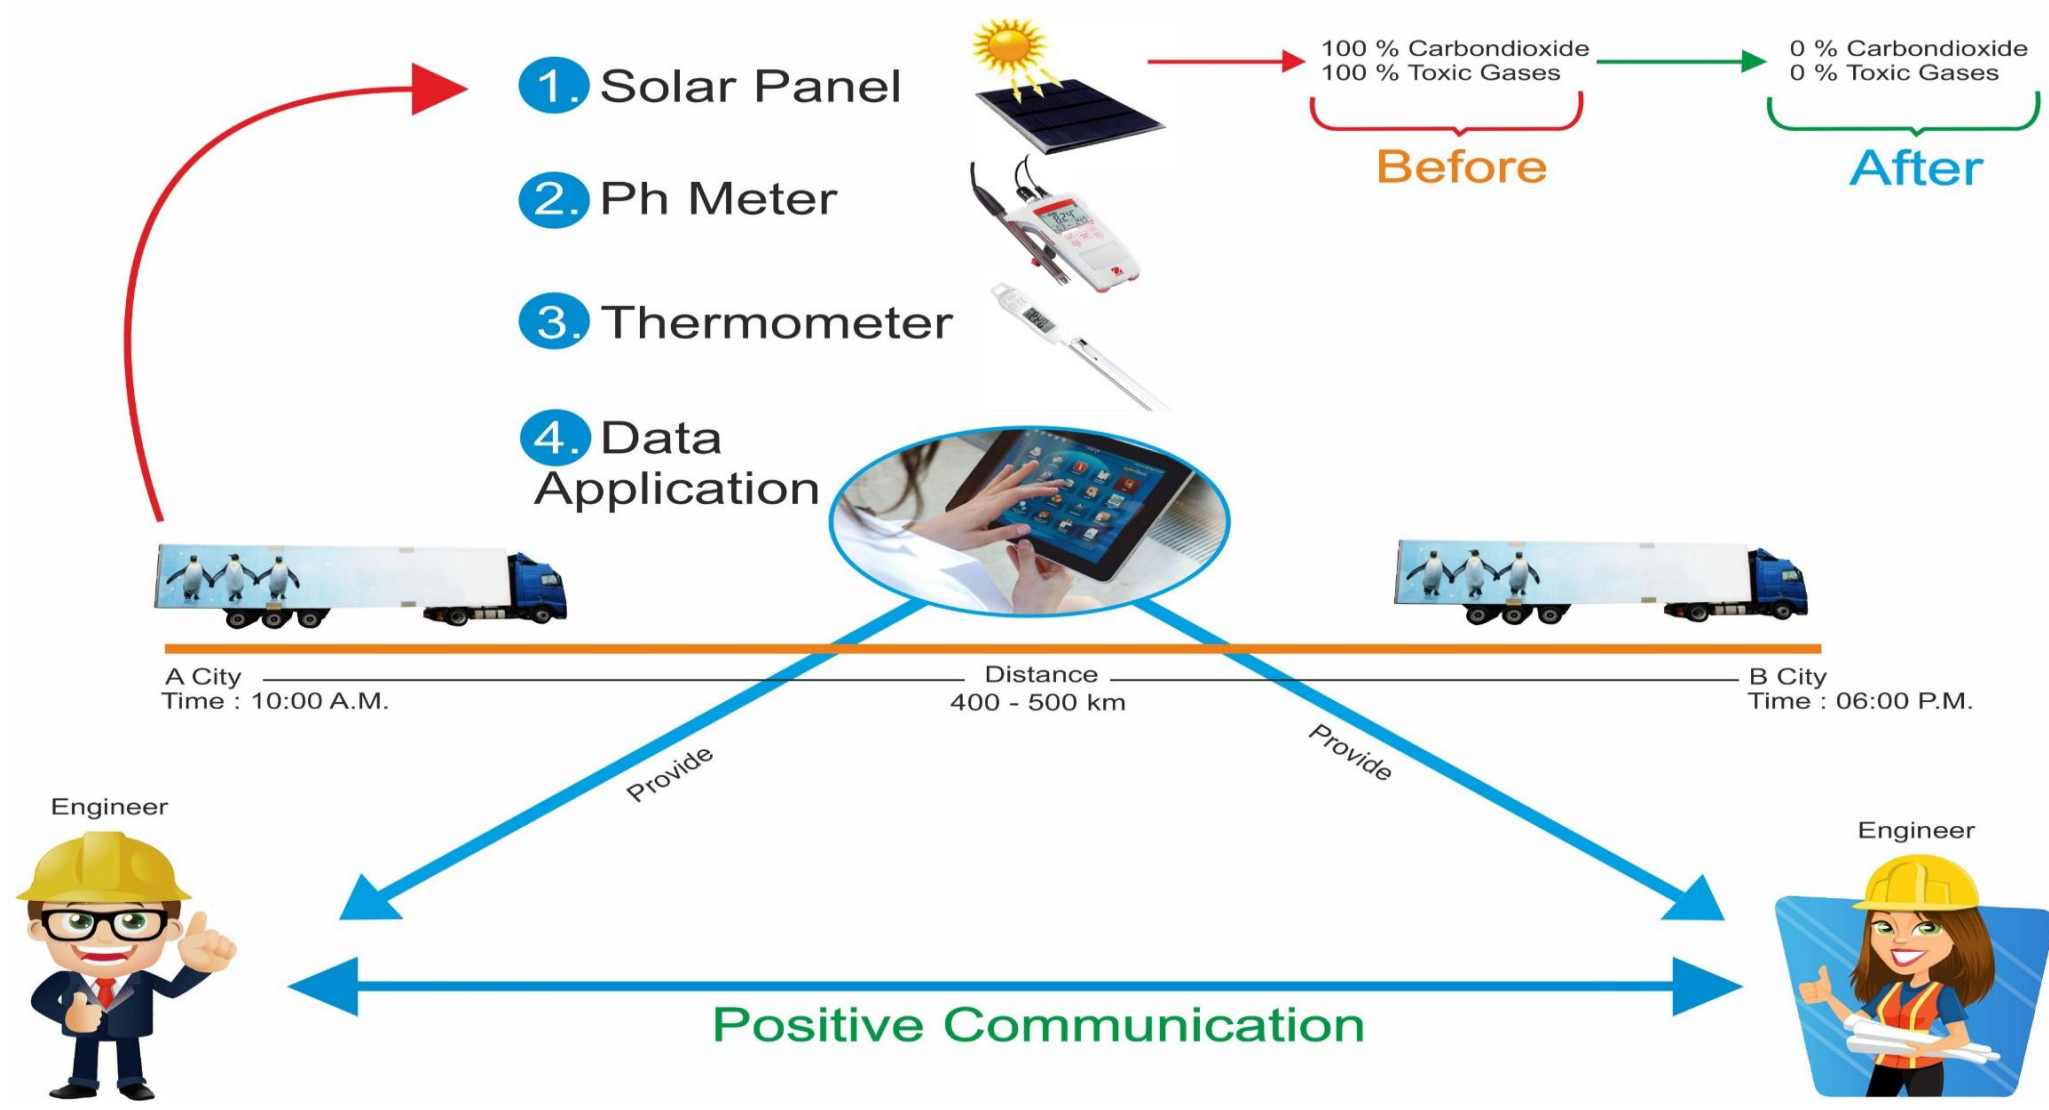 1. Solar Panel
100 % Carbondioxide
100 % Toxic Gases
Before
0 % Carbondioxide
0 % Toxic Gases
After
2. Ph Meter
3. Thermometer
4. Data
Application
A City
Time : 10:00 A.M.
Distance
400 - 500 km
B City
Time : 06:00 P.M.
Provide
Provide
Engineer
Engineer
Positive Communication